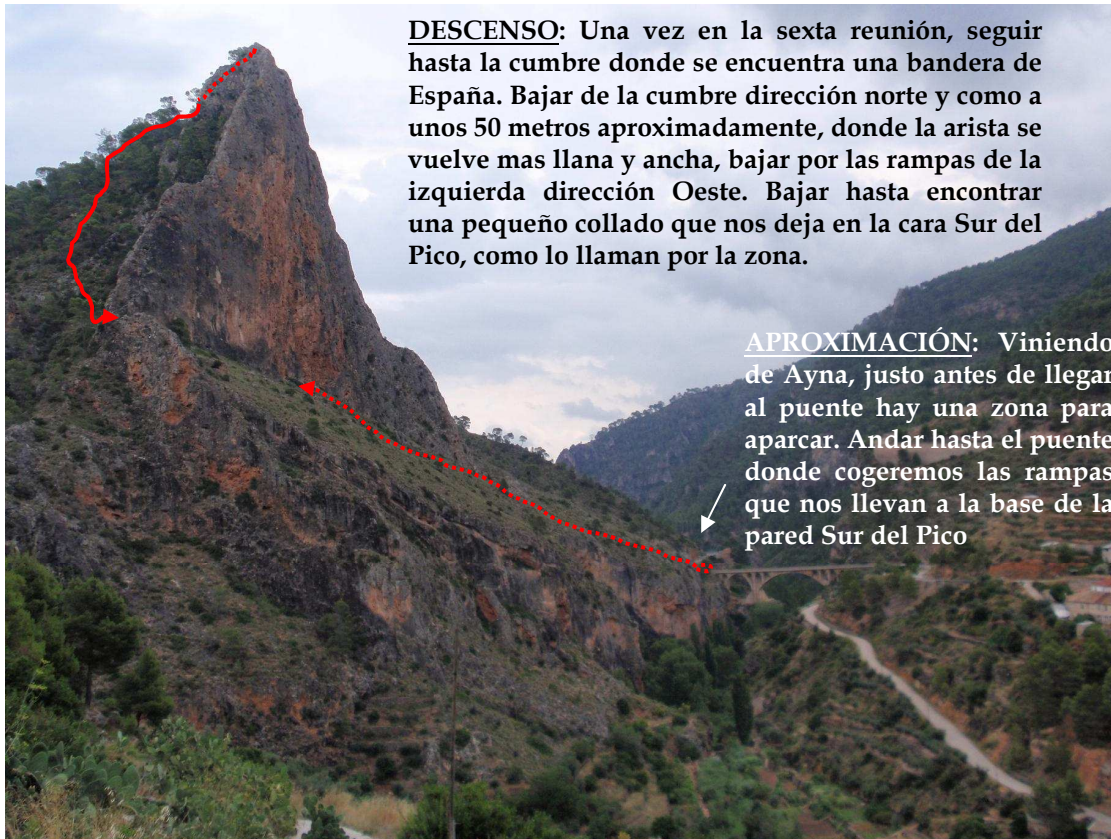 DESCENSO: Una vez en la sexta reunión, seguir
hasta la cumbre donde se encuentra una bandera de
España. Bajar de la cumbre dirección norte y como a
unos 50 metros aproximadamente, donde la arista se
vuelve mas llana y ancha, bajar por las rampas de la
izquierda dirección Oeste. Bajar hasta encontrar
una pequeño collado que nos deja en la cara Sur del
Pico, como lo llaman por la zona.
APROXIMACIÓN: Viniendo
de Ayna, justo antes de llegar
al puente hay una zona para
aparcar. Andar hasta el puente
donde cogeremos las rampas
que nos llevan a la base de la
pared Sur del Pico